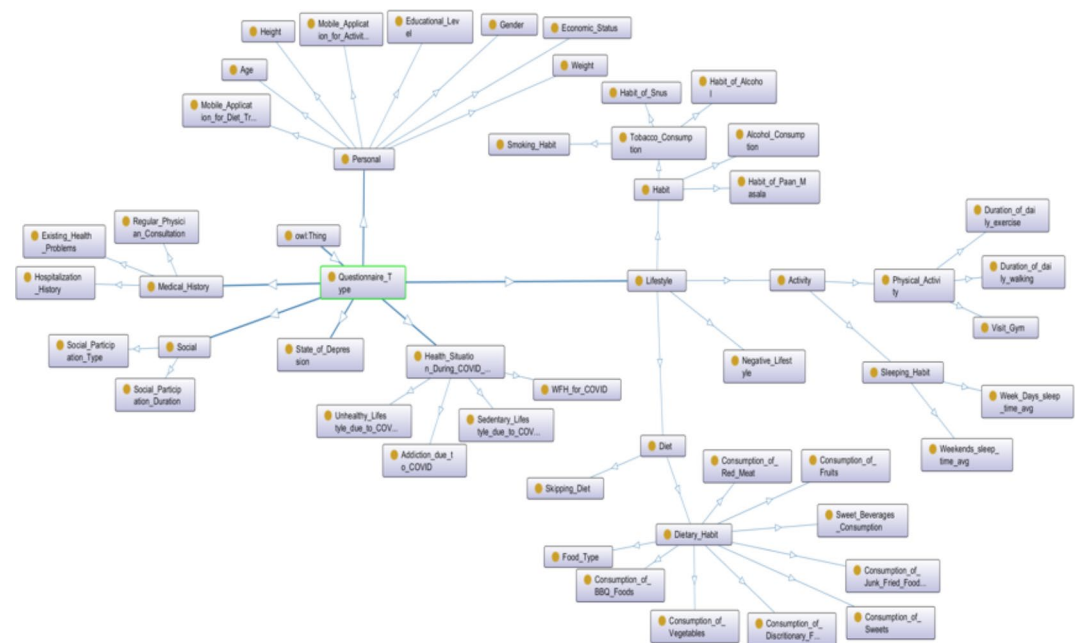 Height
Mobile_Applicat
ion_for_Activit...
Educational_Lev
el
Gender
Economic_Status
Age
Weight
Mobile_Applicat
ion_for_Diet_Tr...
Personal
Habit_of_Snus
Habit_of_Alcoho
l
Smoking_Habit
Tobacco_Consump
tion
Alcohol_Consump
tion
Habit
Habit_of_Paan_M
asala
Existing_Health
_Problems
Regular_Physici
an_Consultation
Hospitalization
_History
Medical_History
owl:Thing
Questionnaire_T
ype
Lifestyle
Activity
Physical_Activi
ty
Duration_of_dai
ly_exercise
Duration_of_dai
ly_walking
Visit_Gym
Social_Particip
ation_Type
Social
Social_Particip
ation_Duration
State_of_Depres
sion
Health_Situatio
n_During_COVID_...
WFH_for_COVID
Unhealthy_Lifes
tyle_due_to_COV...
Sedentary_Lifes
tyle_due_to_COV...
Addiction_due_t
o_COVID
Negative_Lifest
yle
Sleeping_Habit
Week_Days_sleep
_time_avg
Weekends_sleep_
time_avg
Diet
Skipping_Diet
Consumption_of_
Red_Meat
Consumption_of_
Fruits
Sweet_Beverages
_Consumption
Dietary_Habit
Food_Type
Consumption_of_
BBQ_Foods
Consumption_of_
Junk_Fried_Food...
Consumption_of_
Vegetables
Consumption_of_
Discritionary_F...
Consumption_of_
Sweets